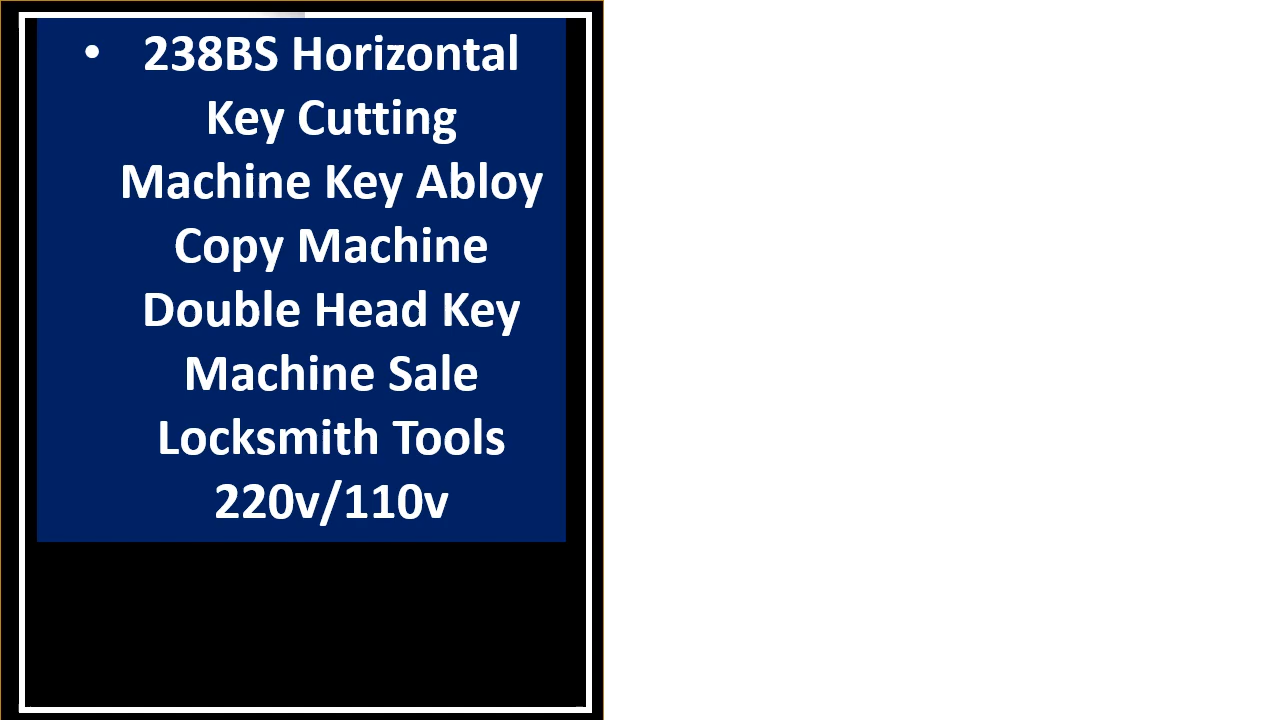 • 238BS Horizontal
Key Cutting
Machine Key Abloy
Copy Machine
Double Head Key
Machine Sale
Locksmith Tools
220v/110v